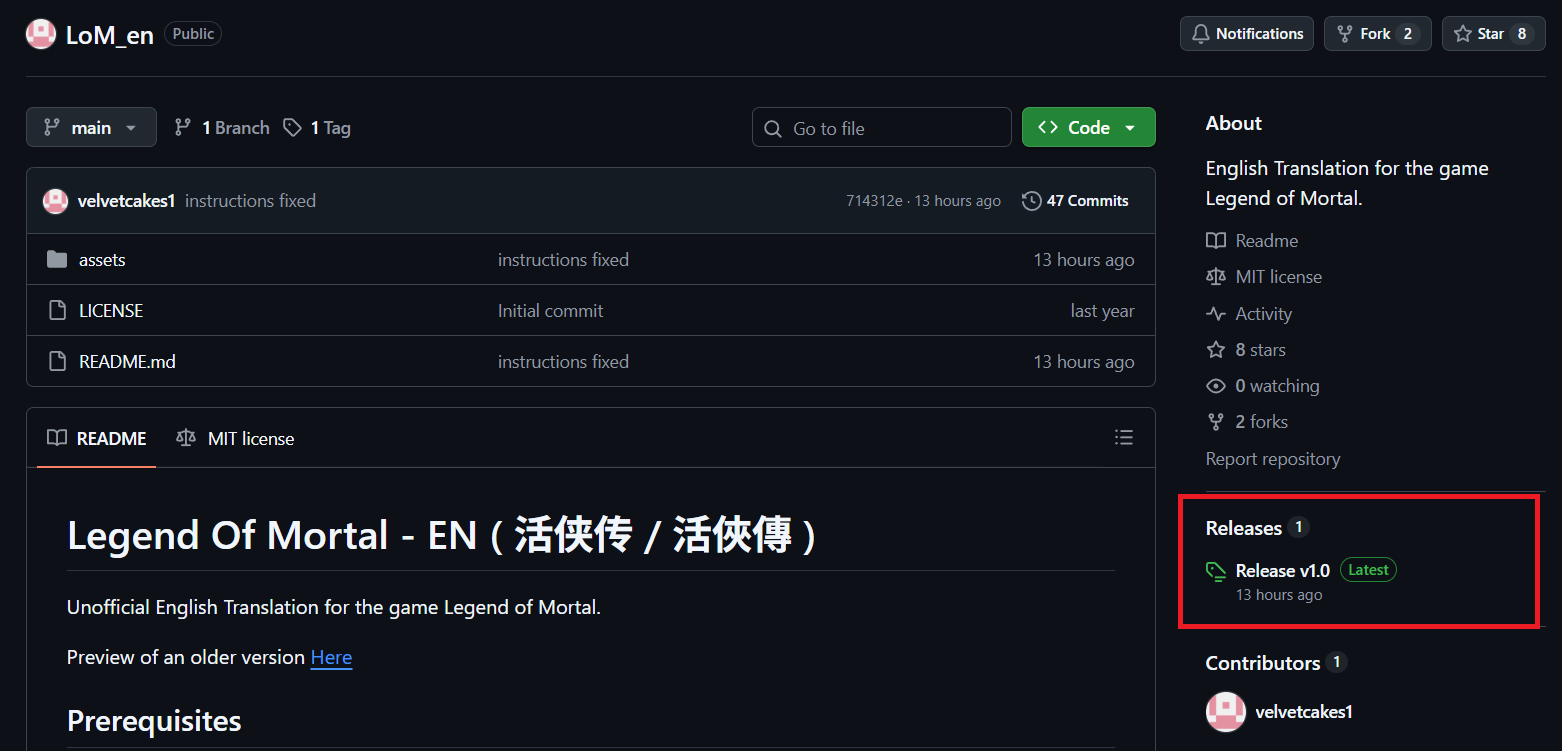 LoM_en Public Notifications Fork 2 Star 8
main 1 Branch 1 Tag Go to file Code
velvetcakes1 instructions fixed 714312e · 13 hours ago 47 Commits
assets instructions fixed 13 hours ago
LICENSE Initial commit last year
README.md instructions fixed 13 hours ago
README MIT license
Legend Of Mortal - EN ( 活侠传 / 活俠傳 )
Unofficial English Translation for the game Legend of Mortal.
Preview of an older version Here
Prerequisites
About
English Translation for the game
Legend of Mortal.
Readme
MIT license
Activity
8 stars
0 watching
2 forks
Report repository
Releases 1
Release v1.0 Latest
13 hours ago
Contributors 1
velvetcakes1